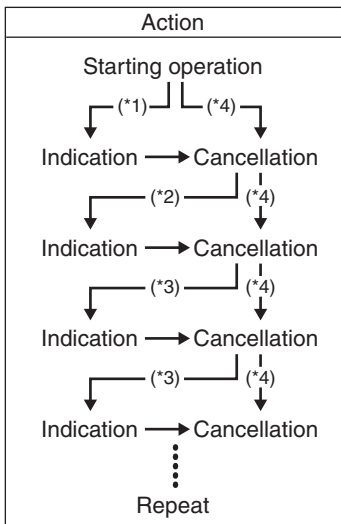 Action
Starting operation
(*1) (*4)
Indication Cancellation
(*2) (*4)
Indication Cancellation
(*3) (*4)
Indication Cancellation
(*3) (*4)
Indication Cancellation
Repeat